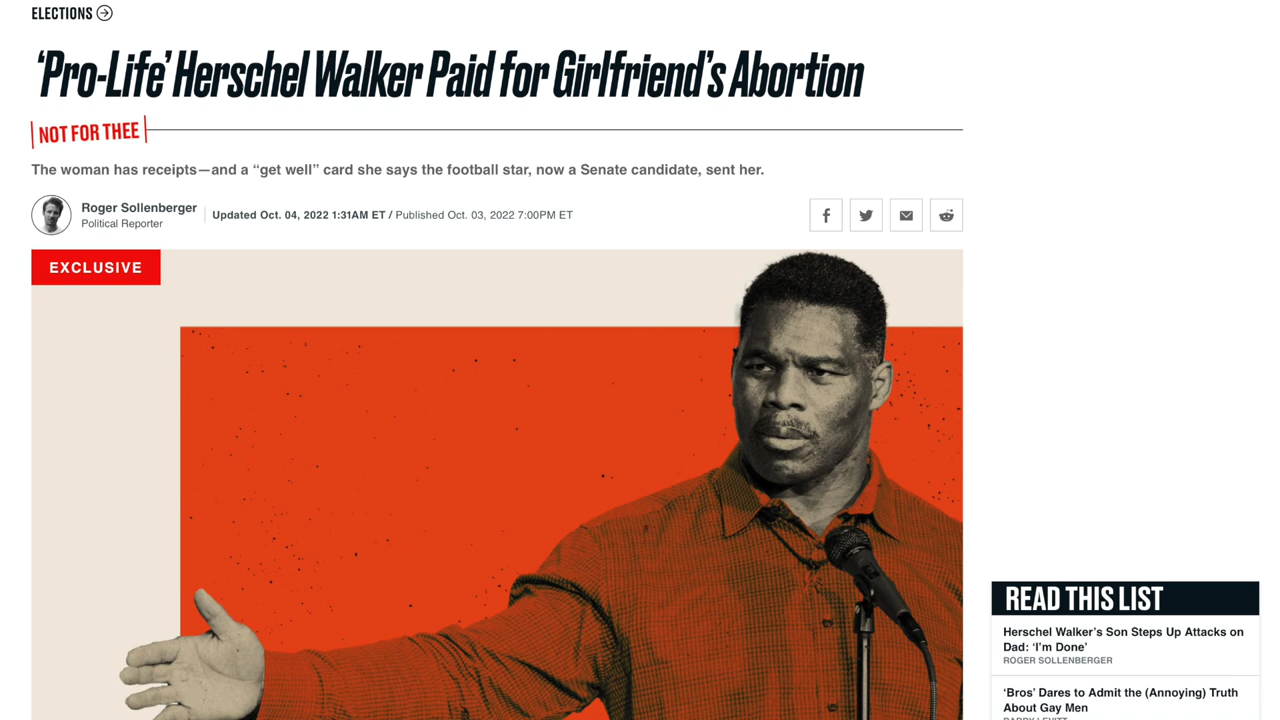 ELECTIONS
‘Pro-Life’ Herschel Walker Paid for Girlfriend’s Abortion
NOT FOR THEE
The woman has receipts—and a “get well” card she says the football star, now a Senate candidate, sent her.
Roger Sollenberger
Political Reporter
Updated Oct. 04, 2022 1:31AM ET / Published Oct. 03, 2022 7:00PM ET
EXCLUSIVE
READ THIS LIST
Herschel Walker’s Son Steps Up Attacks on
Dad: ‘I’m Done’
ROGER SOLLENBERGER
‘Bros’ Dares to Admit the (Annoying) Truth
About Gay Men